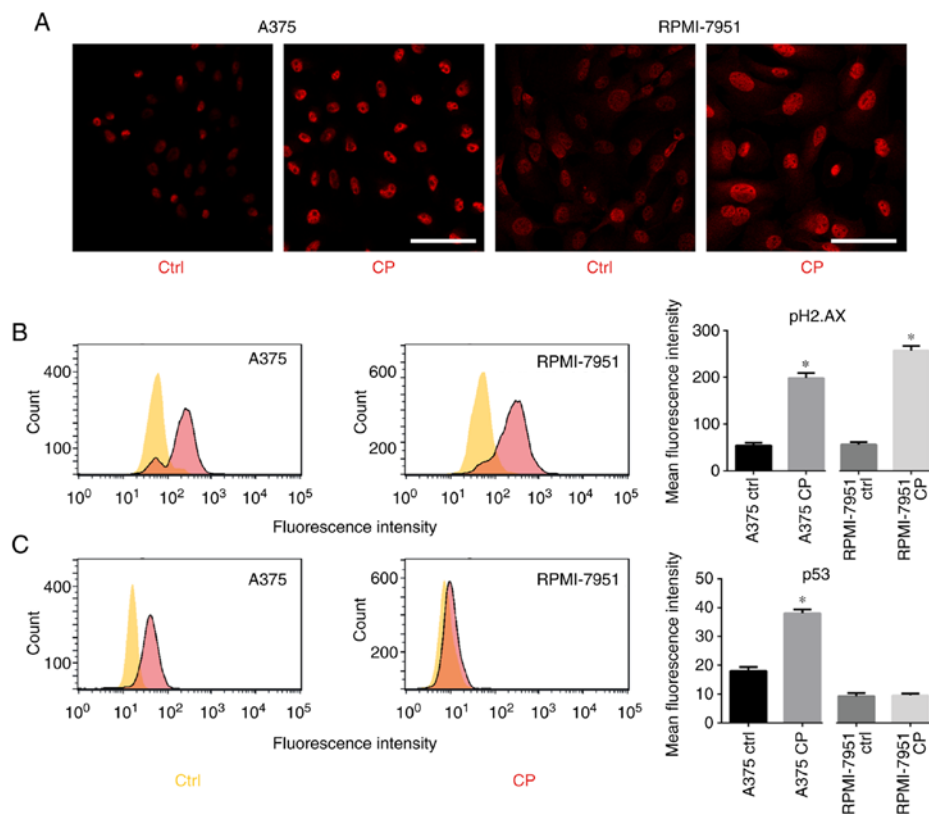 A
A375
RPMI-7951
Ctrl
CP
Ctrl
CP
B
A375
400
100
Count
10⁰ 10¹ 10² 10³ 10⁴ 10⁵
Fluorescence intensity
RPMI-7951
600
200
Count
10⁰ 10¹ 10² 10³ 10⁴ 10⁵
Fluorescence intensity
pH2.AX
Mean fluorescence intensity
300
200
100
0
*
*
A375 ctrl
A375 CP
RPMI-7951
ctrl
RPMI-7951
CP
C
A375
400
100
Count
10⁰ 10¹ 10² 10³ 10⁴ 10⁵
Fluorescence intensity
RPMI-7951
600
200
Count
10⁰ 10¹ 10² 10³ 10⁴ 10⁵
Fluorescence intensity
p53
Mean fluorescence intensity
50
40
30
20
10
0
*
A375 ctrl
A375 CP
RPMI-7951
ctrl
RPMI-7951
CP
Ctrl
CP